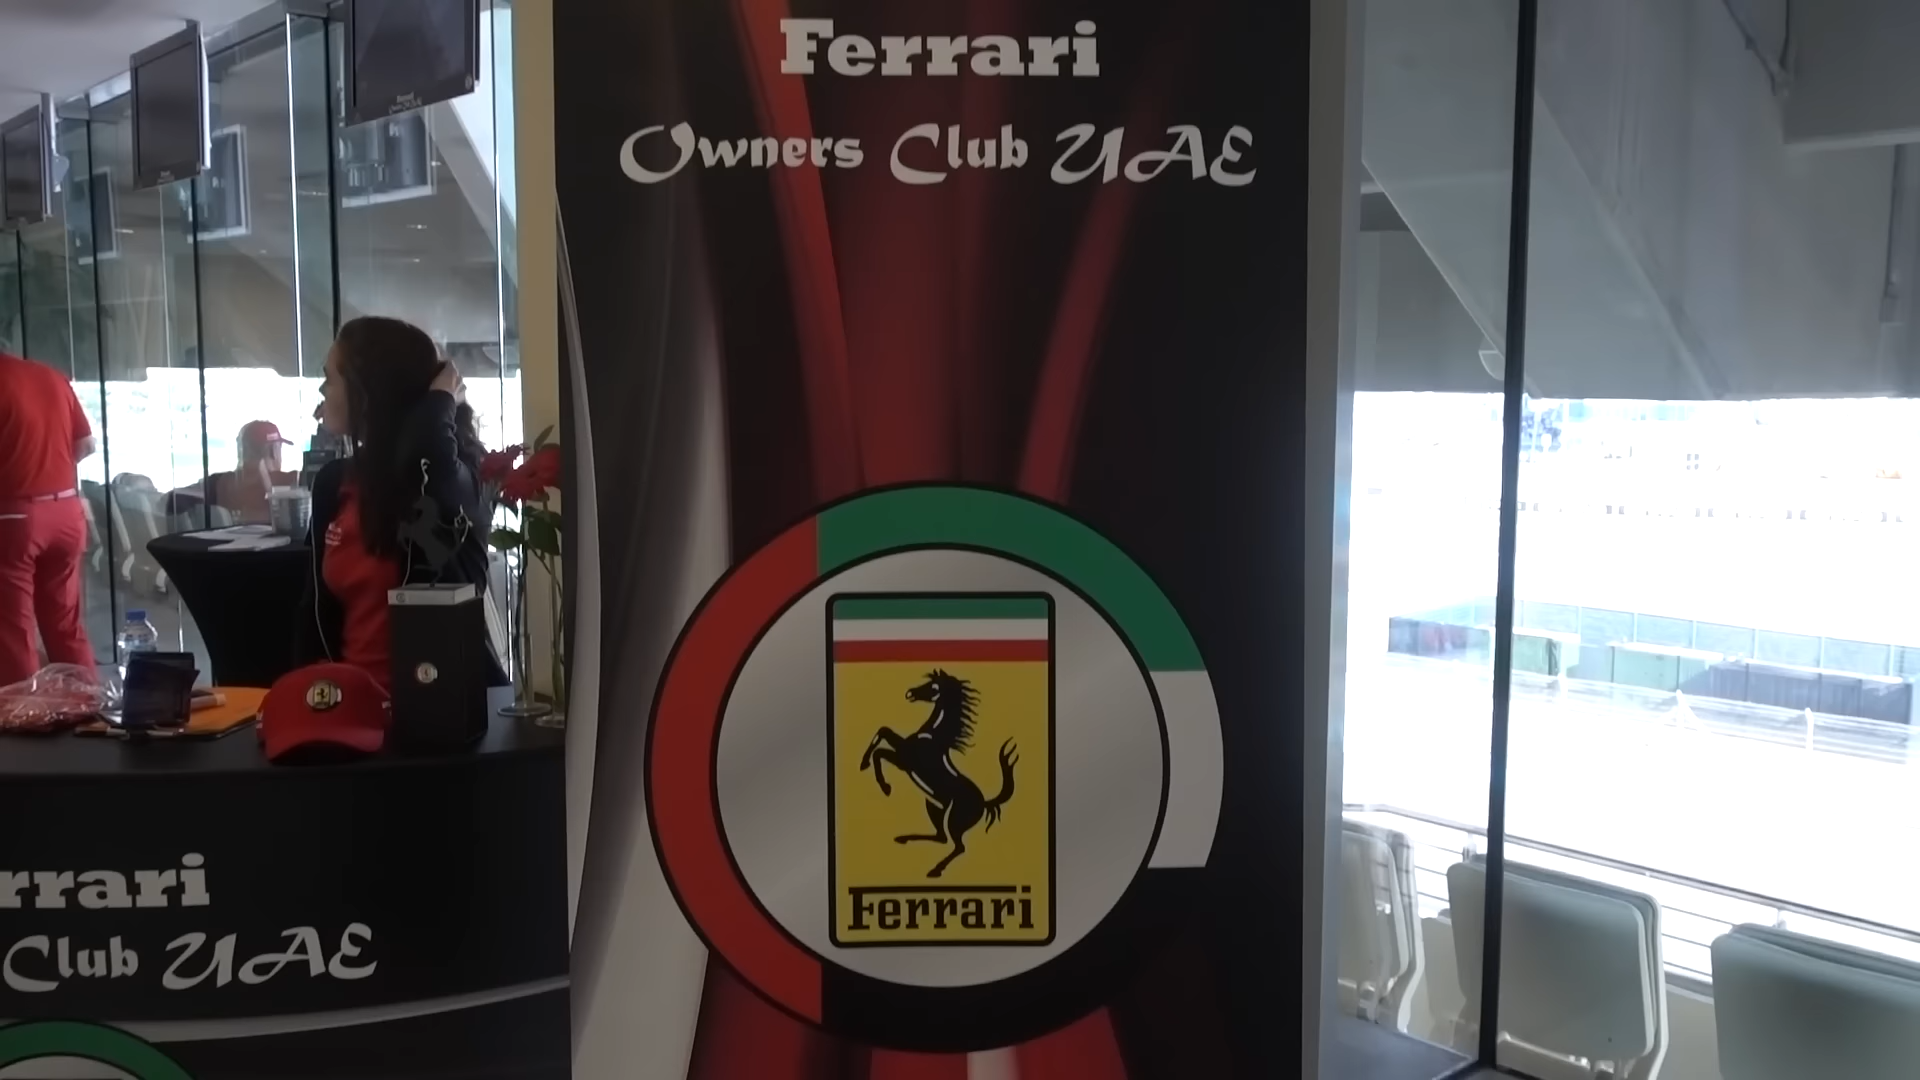 Ferrari
Owners Club UAE
Ferrari
rrari
Club UAE